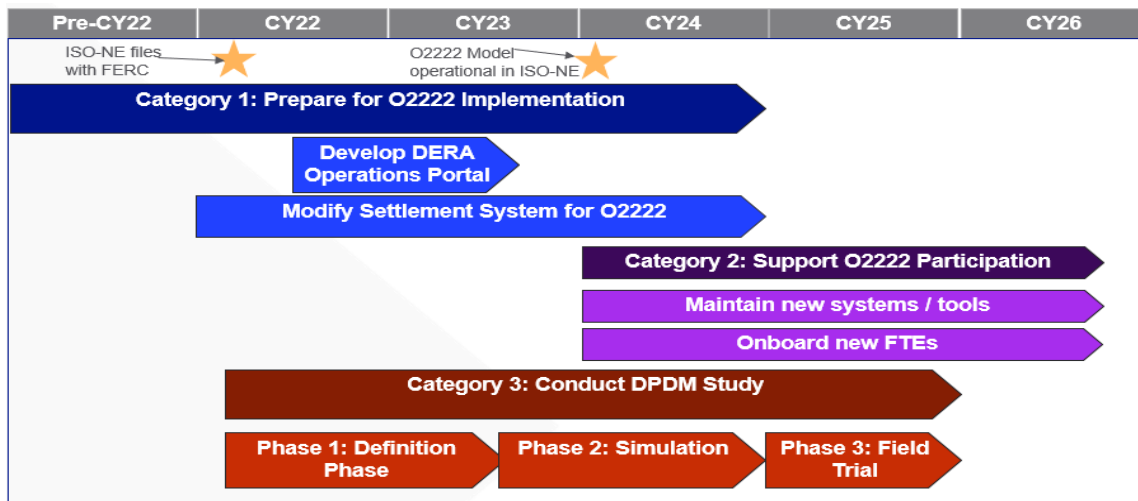 Pre-CY22 CY22 CY23 CY24 CY25 CY26
ISO-NE files
with FERC
O2222 Model
operational in ISO-NE
Category 1: Prepare for O2222 Implementation
Develop DERA
Operations Portal
Modify Settlement System for O2222
Category 2: Support O2222 Participation
Maintain new systems / tools
Onboard new FTEs
Category 3: Conduct DPDM Study
Phase 1: Definition
Phase
Phase 2: Simulation
Phase 3: Field
Trial